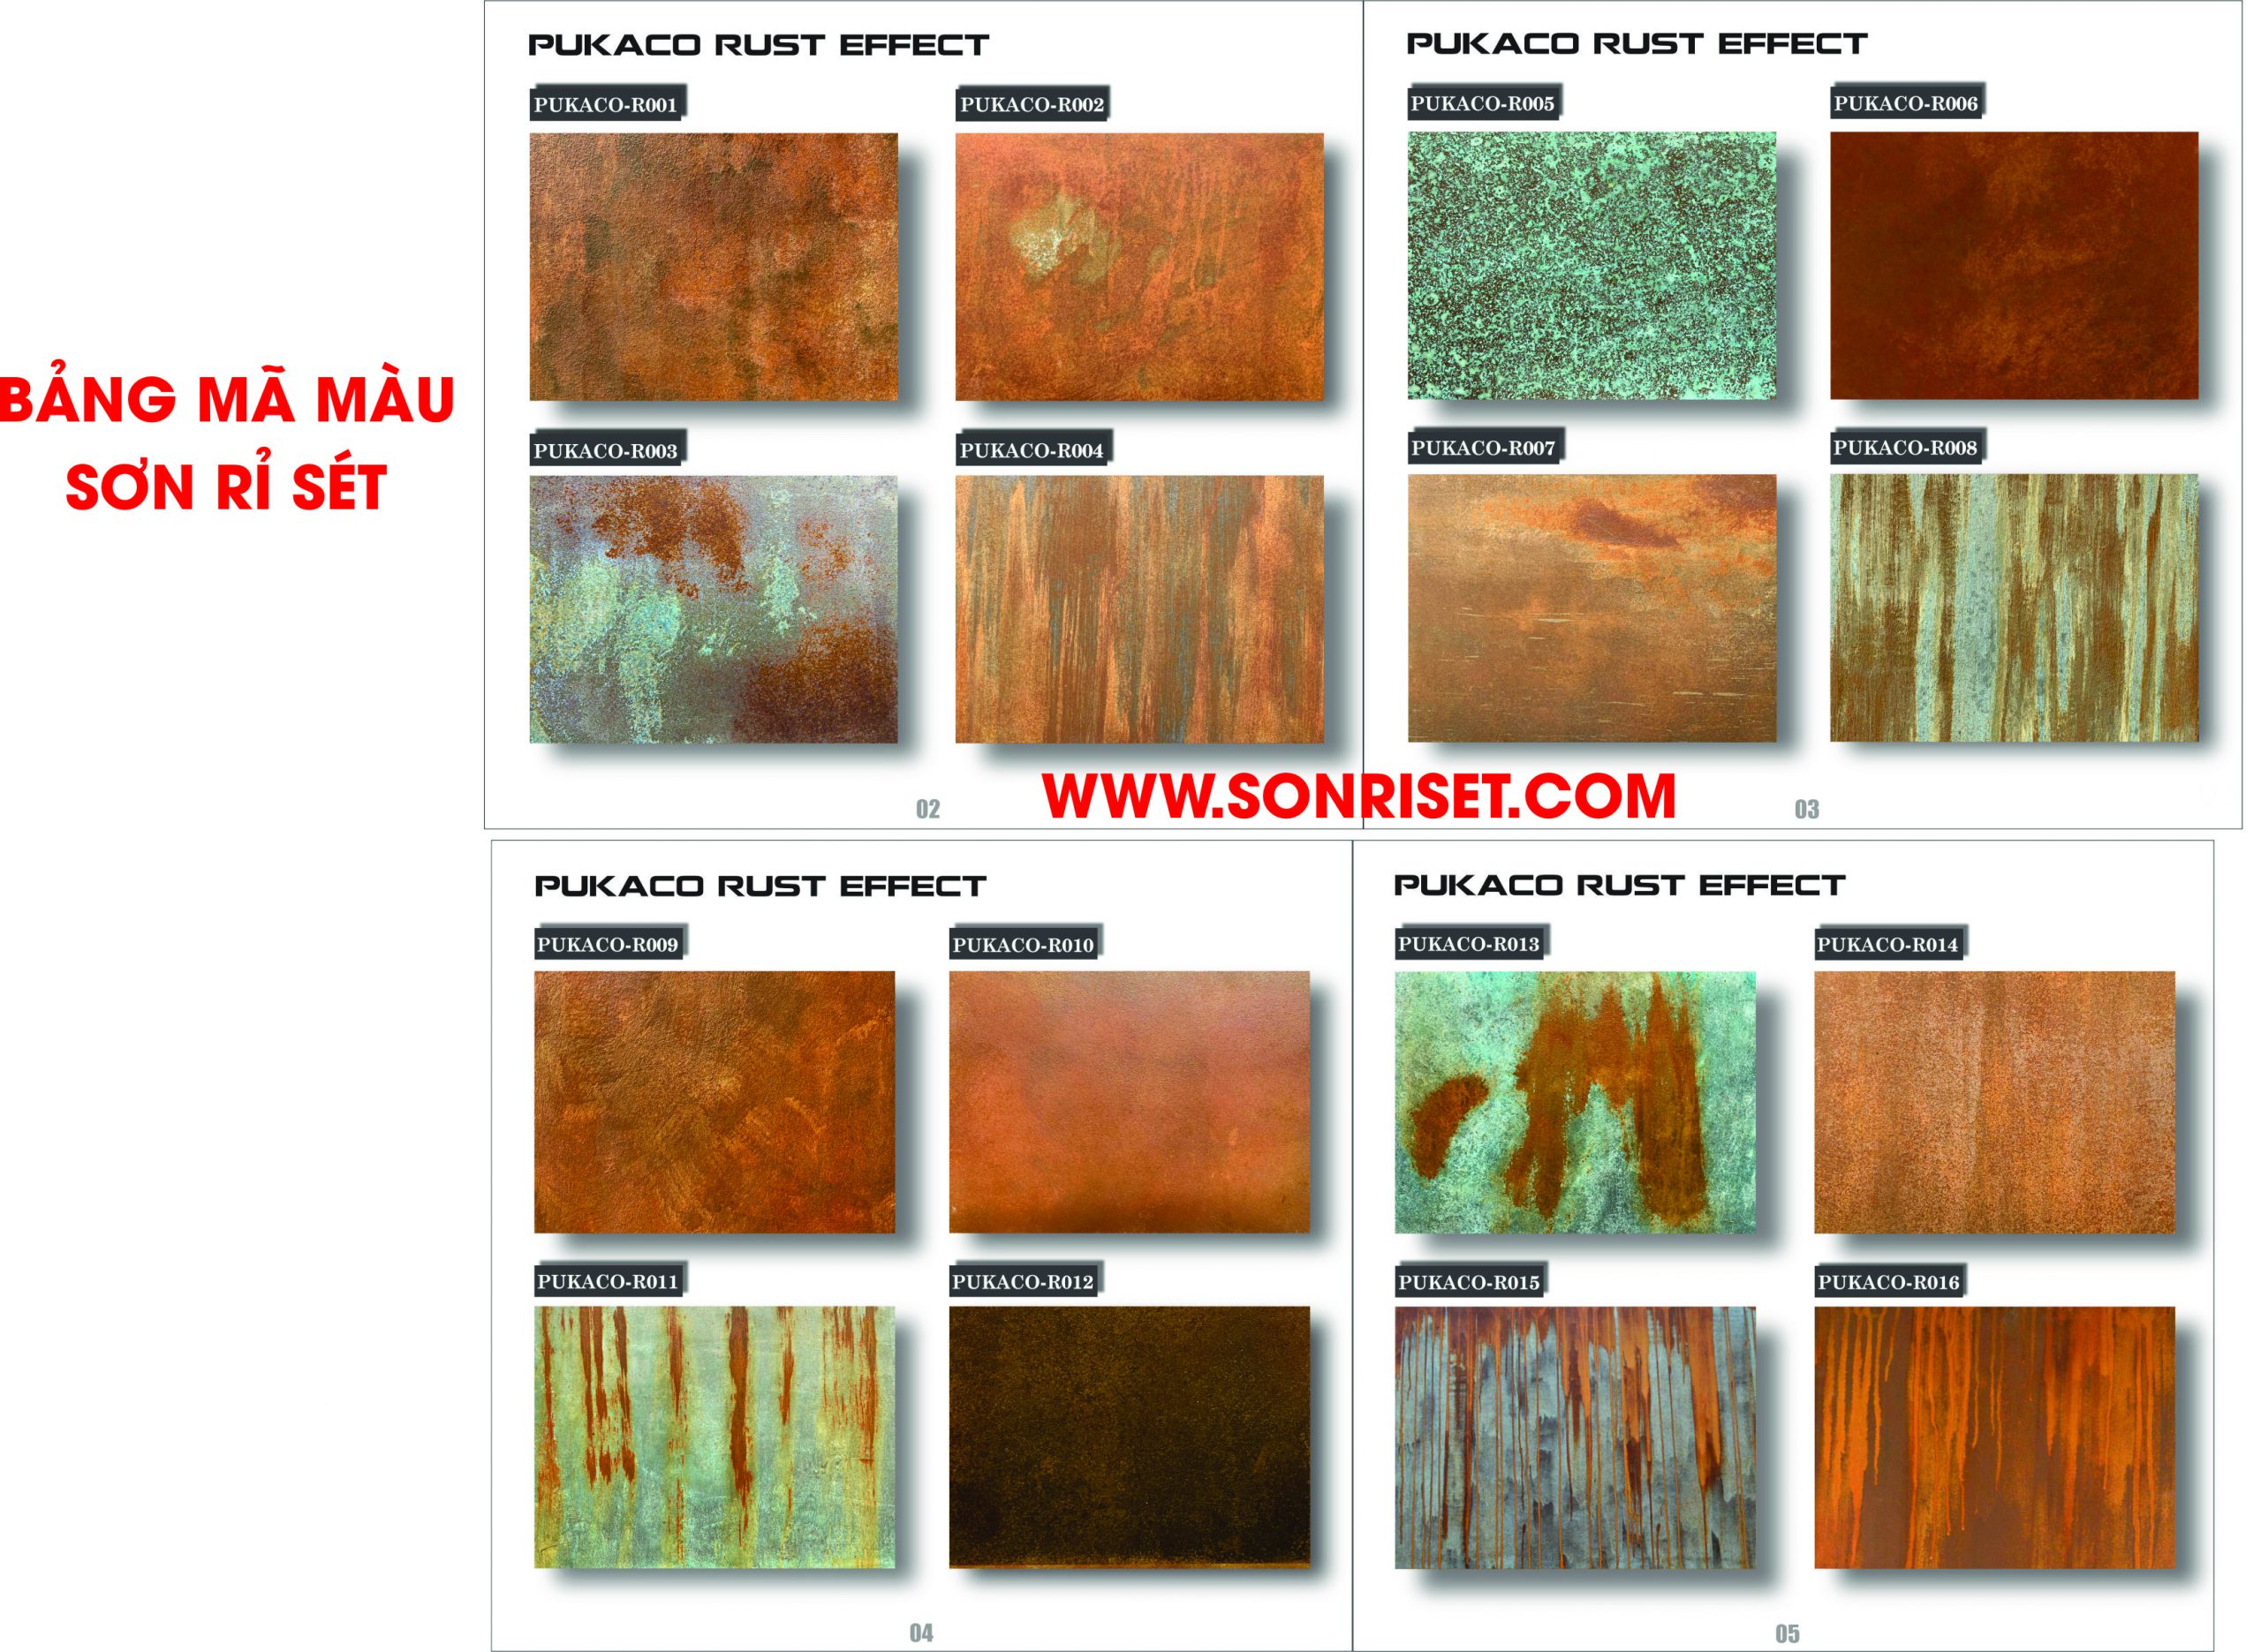 BẢNG MÃ MÀU
SƠN RỈ SÉT
PUKACO RUST EFFECT
PUKACO-R001
PUKACO-R002
PUKACO-R003
PUKACO-R004
02
PUKACO RUST EFFECT
PUKACO-R005
PUKACO-R006
PUKACO-R007
PUKACO-R008
03
WWW.SONRISET.COM
PUKACO RUST EFFECT
PUKACO-R009
PUKACO-R010
PUKACO-R011
PUKACO-R012
04
PUKACO RUST EFFECT
PUKACO-R013
PUKACO-R014
PUKACO-R015
PUKACO-R016
05